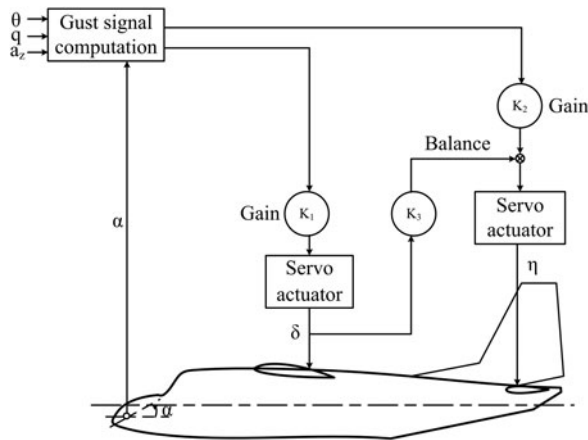 θ
q
a_z
Gust signal
computation
K₂
Gain
Balance
Gain
K₁
K₃
Servo
actuator
Servo
actuator
α
δ
η
α